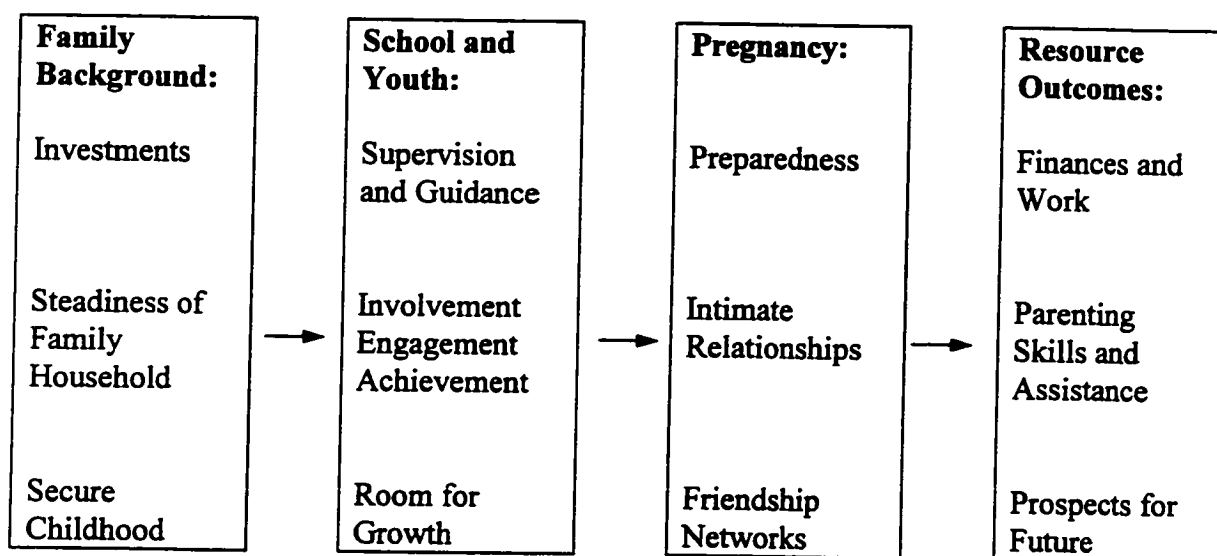 Family
Background:
Investments
Steadiness of
Family
Household
Secure
Childhood
School and
Youth:
Supervision
and Guidance
Involvement
Engagement
Achievement
Room for
Growth
Pregnancy:
Preparedness
Intimate
Relationships
Friendship
Networks
Resource
Outcomes:
Finances and
Work
Parenting
Skills and
Assistance
Prospects for
Future